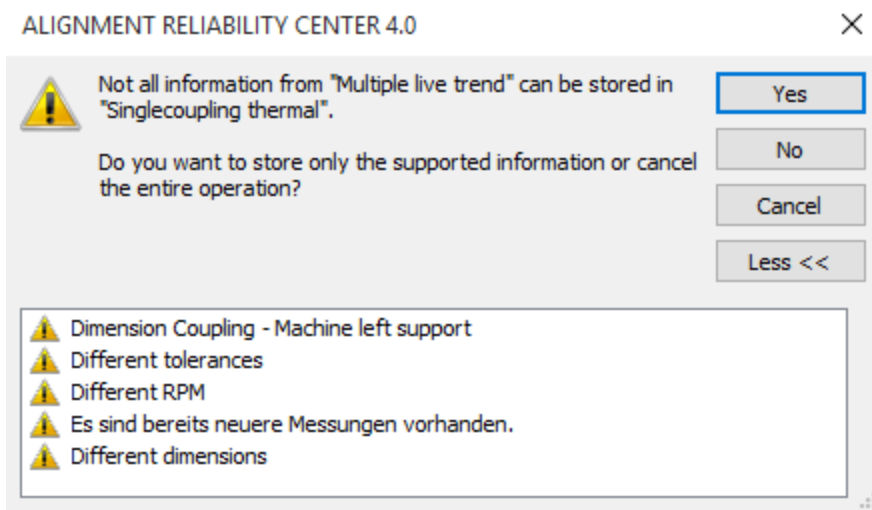 ALIGNMENT RELIABILITY CENTER 4.0
Not all information from "Multiple live trend" can be stored in
"Singlecoupling thermal".
Do you want to store only the supported information or cancel
the entire operation?
Yes
No
Cancel
Less <<
Dimension Coupling - Machine left support
Different tolerances
Different RPM
Es sind bereits neuere Messungen vorhanden.
Different dimensions